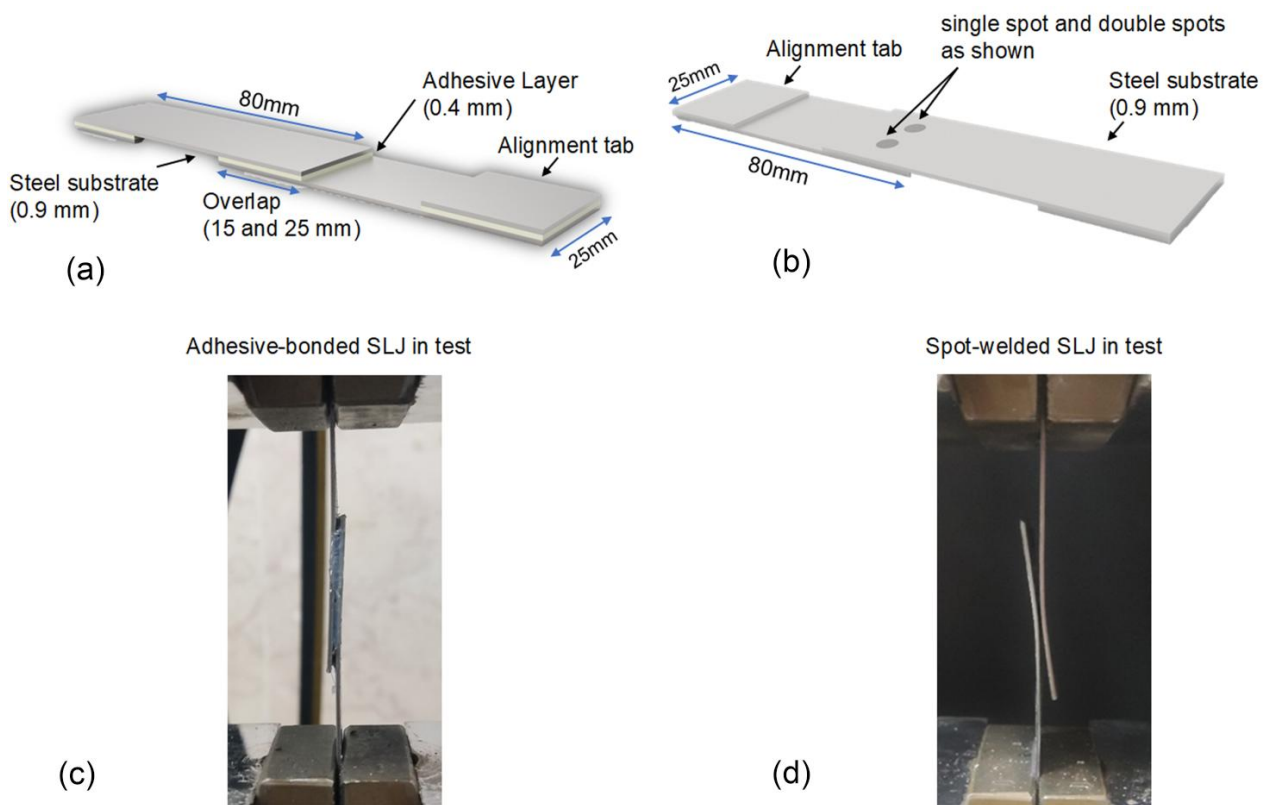 80mm
Adhesive Layer
(0.4 mm)
Alignment tab
Steel substrate
(0.9 mm)
Overlap
(15 and 25 mm)
25mm
(a)
single spot and double spots
as shown
Alignment tab
25mm
Steel substrate
(0.9 mm)
80mm
(b)
Adhesive-bonded SLJ in test
(c)
Spot-welded SLJ in test
(d)